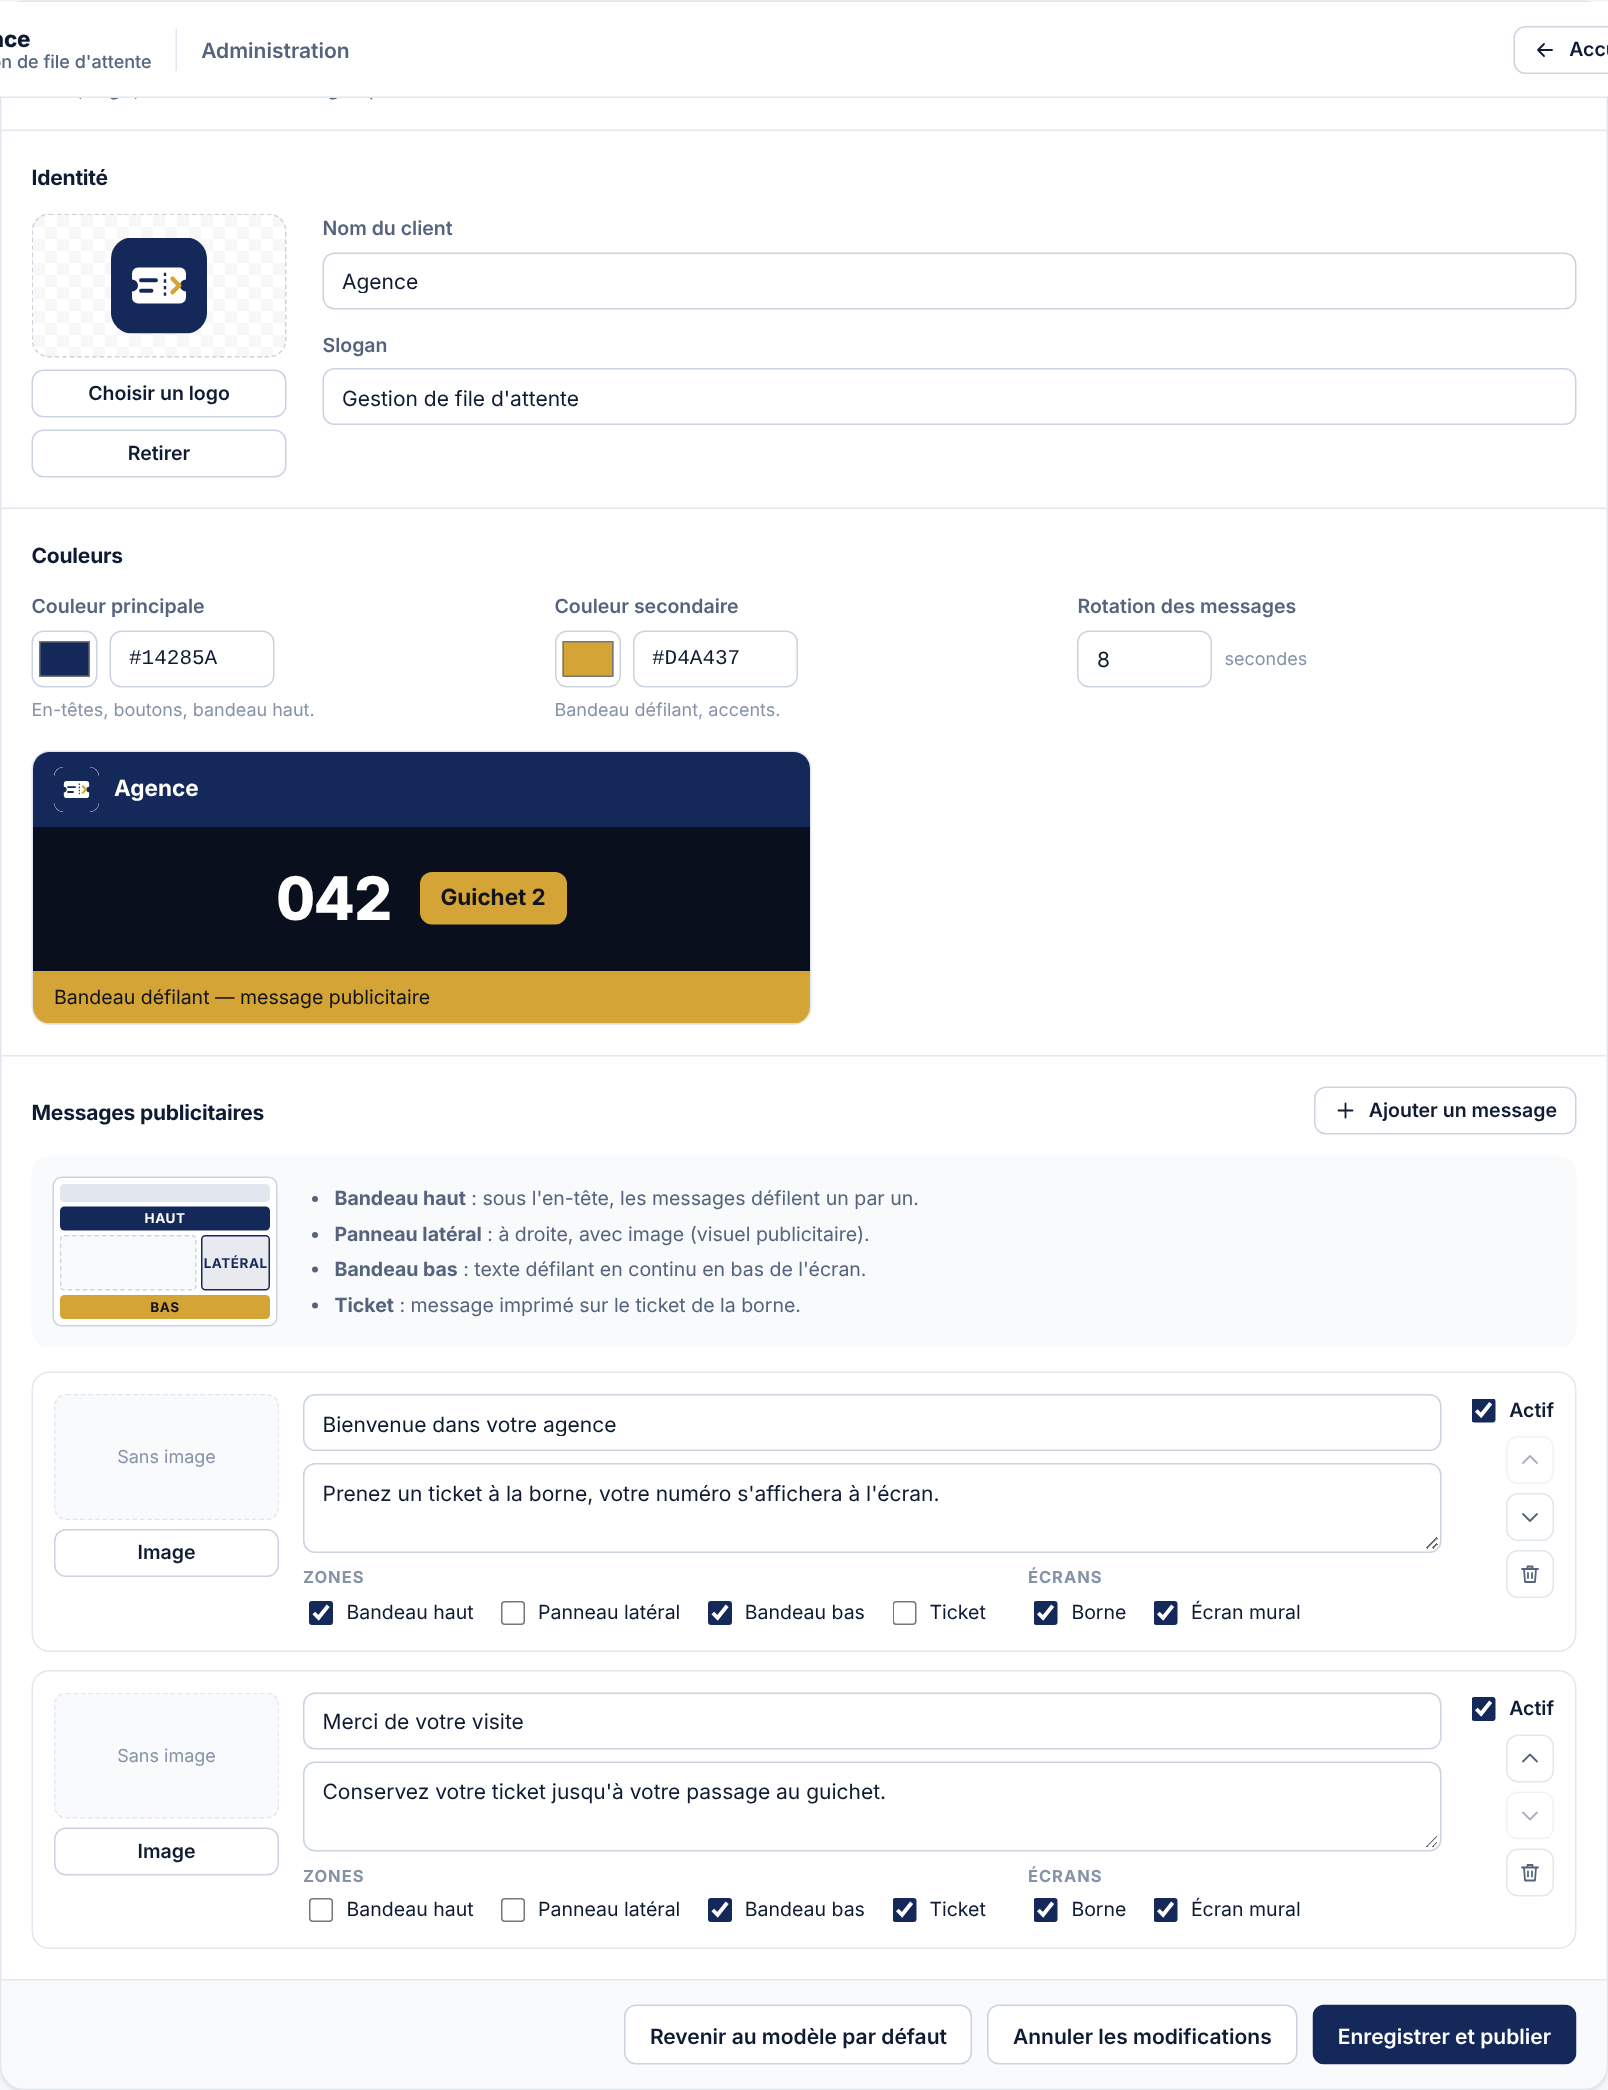 n de file d'attente
Administration
Identité
Nom du client
Agence
Slogan
Gestion de file d'attente
Choisir un logo
Retirer
Couleurs
Couleur principale
#14285A
En-têtes, boutons, bandeau haut.
Couleur secondaire
#D4A437
Bandeau défilant, accents.
Rotation des messages
8 secondes
Agence
042 Guichet 2
Bandeau défilant — message publicitaire
Messages publicitaires
+ Ajouter un message
HAUT
LATÉRAL
BAS
• Bandeau haut : sous l'en-tête, les messages défilent un par un.
• Panneau latéral : à droite, avec image (visuel publicitaire).
• Bandeau bas : texte défilant en continu en bas de l'écran.
• Ticket : message imprimé sur le ticket de la borne.
Sans image
Image
Bienvenue dans votre agence
Prenez un ticket à la borne, votre numéro s'affichera à l'écran.
ZONES
Bandeau haut Panneau latéral Bandeau bas Ticket
ÉCRANS
Borne Écran mural
Actif
Sans image
Image
Merci de votre visite
Conservez votre ticket jusqu'à votre passage au guichet.
ZONES
Bandeau haut Panneau latéral Bandeau bas Ticket
ÉCRANS
Borne Écran mural
Actif
Revenir au modèle par défaut
Annuler les modifications
Enregistrer et publier